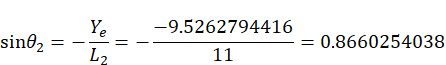 sinθ₂ = −Yₑ/L₂ = −(−9.5262794416)/11 = 0.8660254038